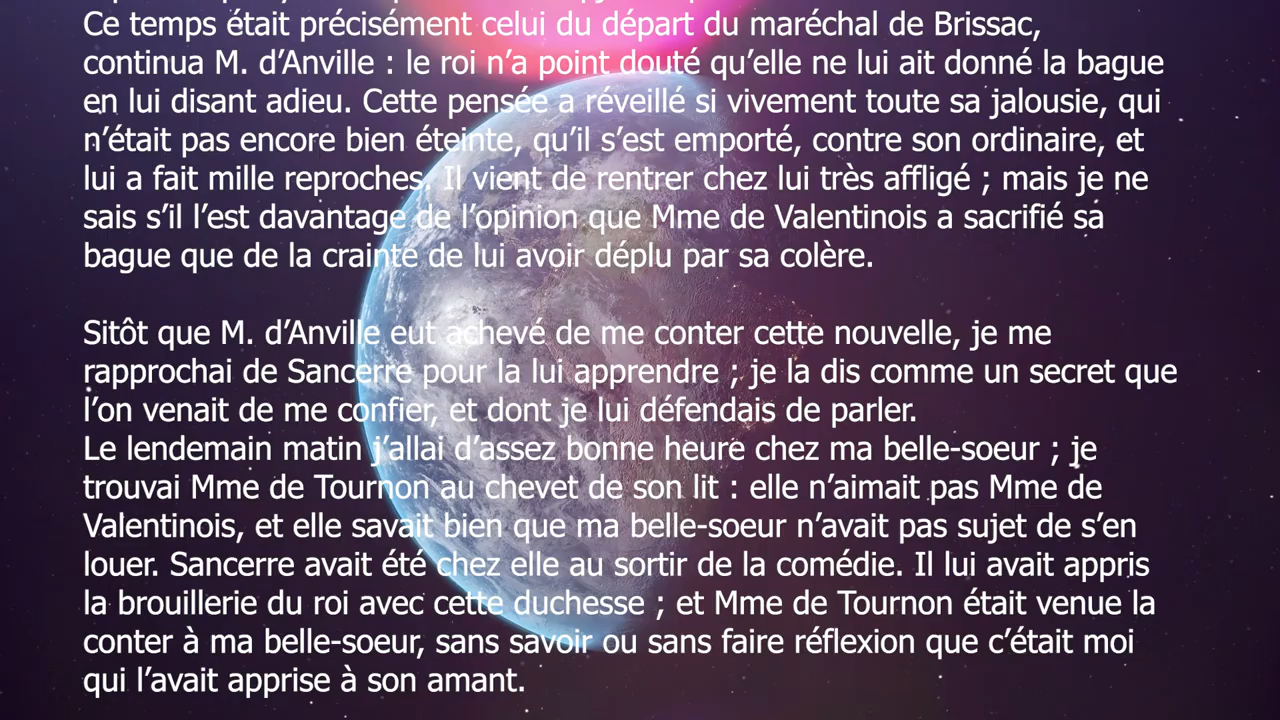 Ce temps était précisément celui du départ du maréchal de Brissac,
continua M. d’Anville : le roi n’a point douté qu’elle ne lui ait donné la bague
en lui disant adieu. Cette pensée a réveillé si vivement toute sa jalousie, qui
n’était pas encore bien éteinte, qu’il s’est emporté, contre son ordinaire, et
lui a fait mille reproches. Il vient de rentrer chez lui très affligé ; mais je ne
sais s’il l’est davantage de l’opinion que Mme de Valentinois a sacrifié sa
bague que de la crainte de lui avoir déplu par sa colère.
Sitôt que M. d’Anville eut achevé de me conter cette nouvelle, je me
rapprochai de Sancerre pour la lui apprendre ; je la dis comme un secret que
l’on venait de me confier, et dont je lui défendais de parler.
Le lendemain matin j’allai d’assez bonne heure chez ma belle-soeur ; je
trouvai Mme de Tournon au chevet de son lit : elle n’aimait pas Mme de
Valentinois, et elle savait bien que ma belle-soeur n’avait pas sujet de s’en
louer. Sancerre avait été chez elle au sortir de la comédie. Il lui avait appris
la brouillerie du roi avec cette duchesse ; et Mme de Tournon était venue la
conter à ma belle-soeur, sans savoir ou sans faire réflexion que c’était moi
qui l’avait apprise à son amant.